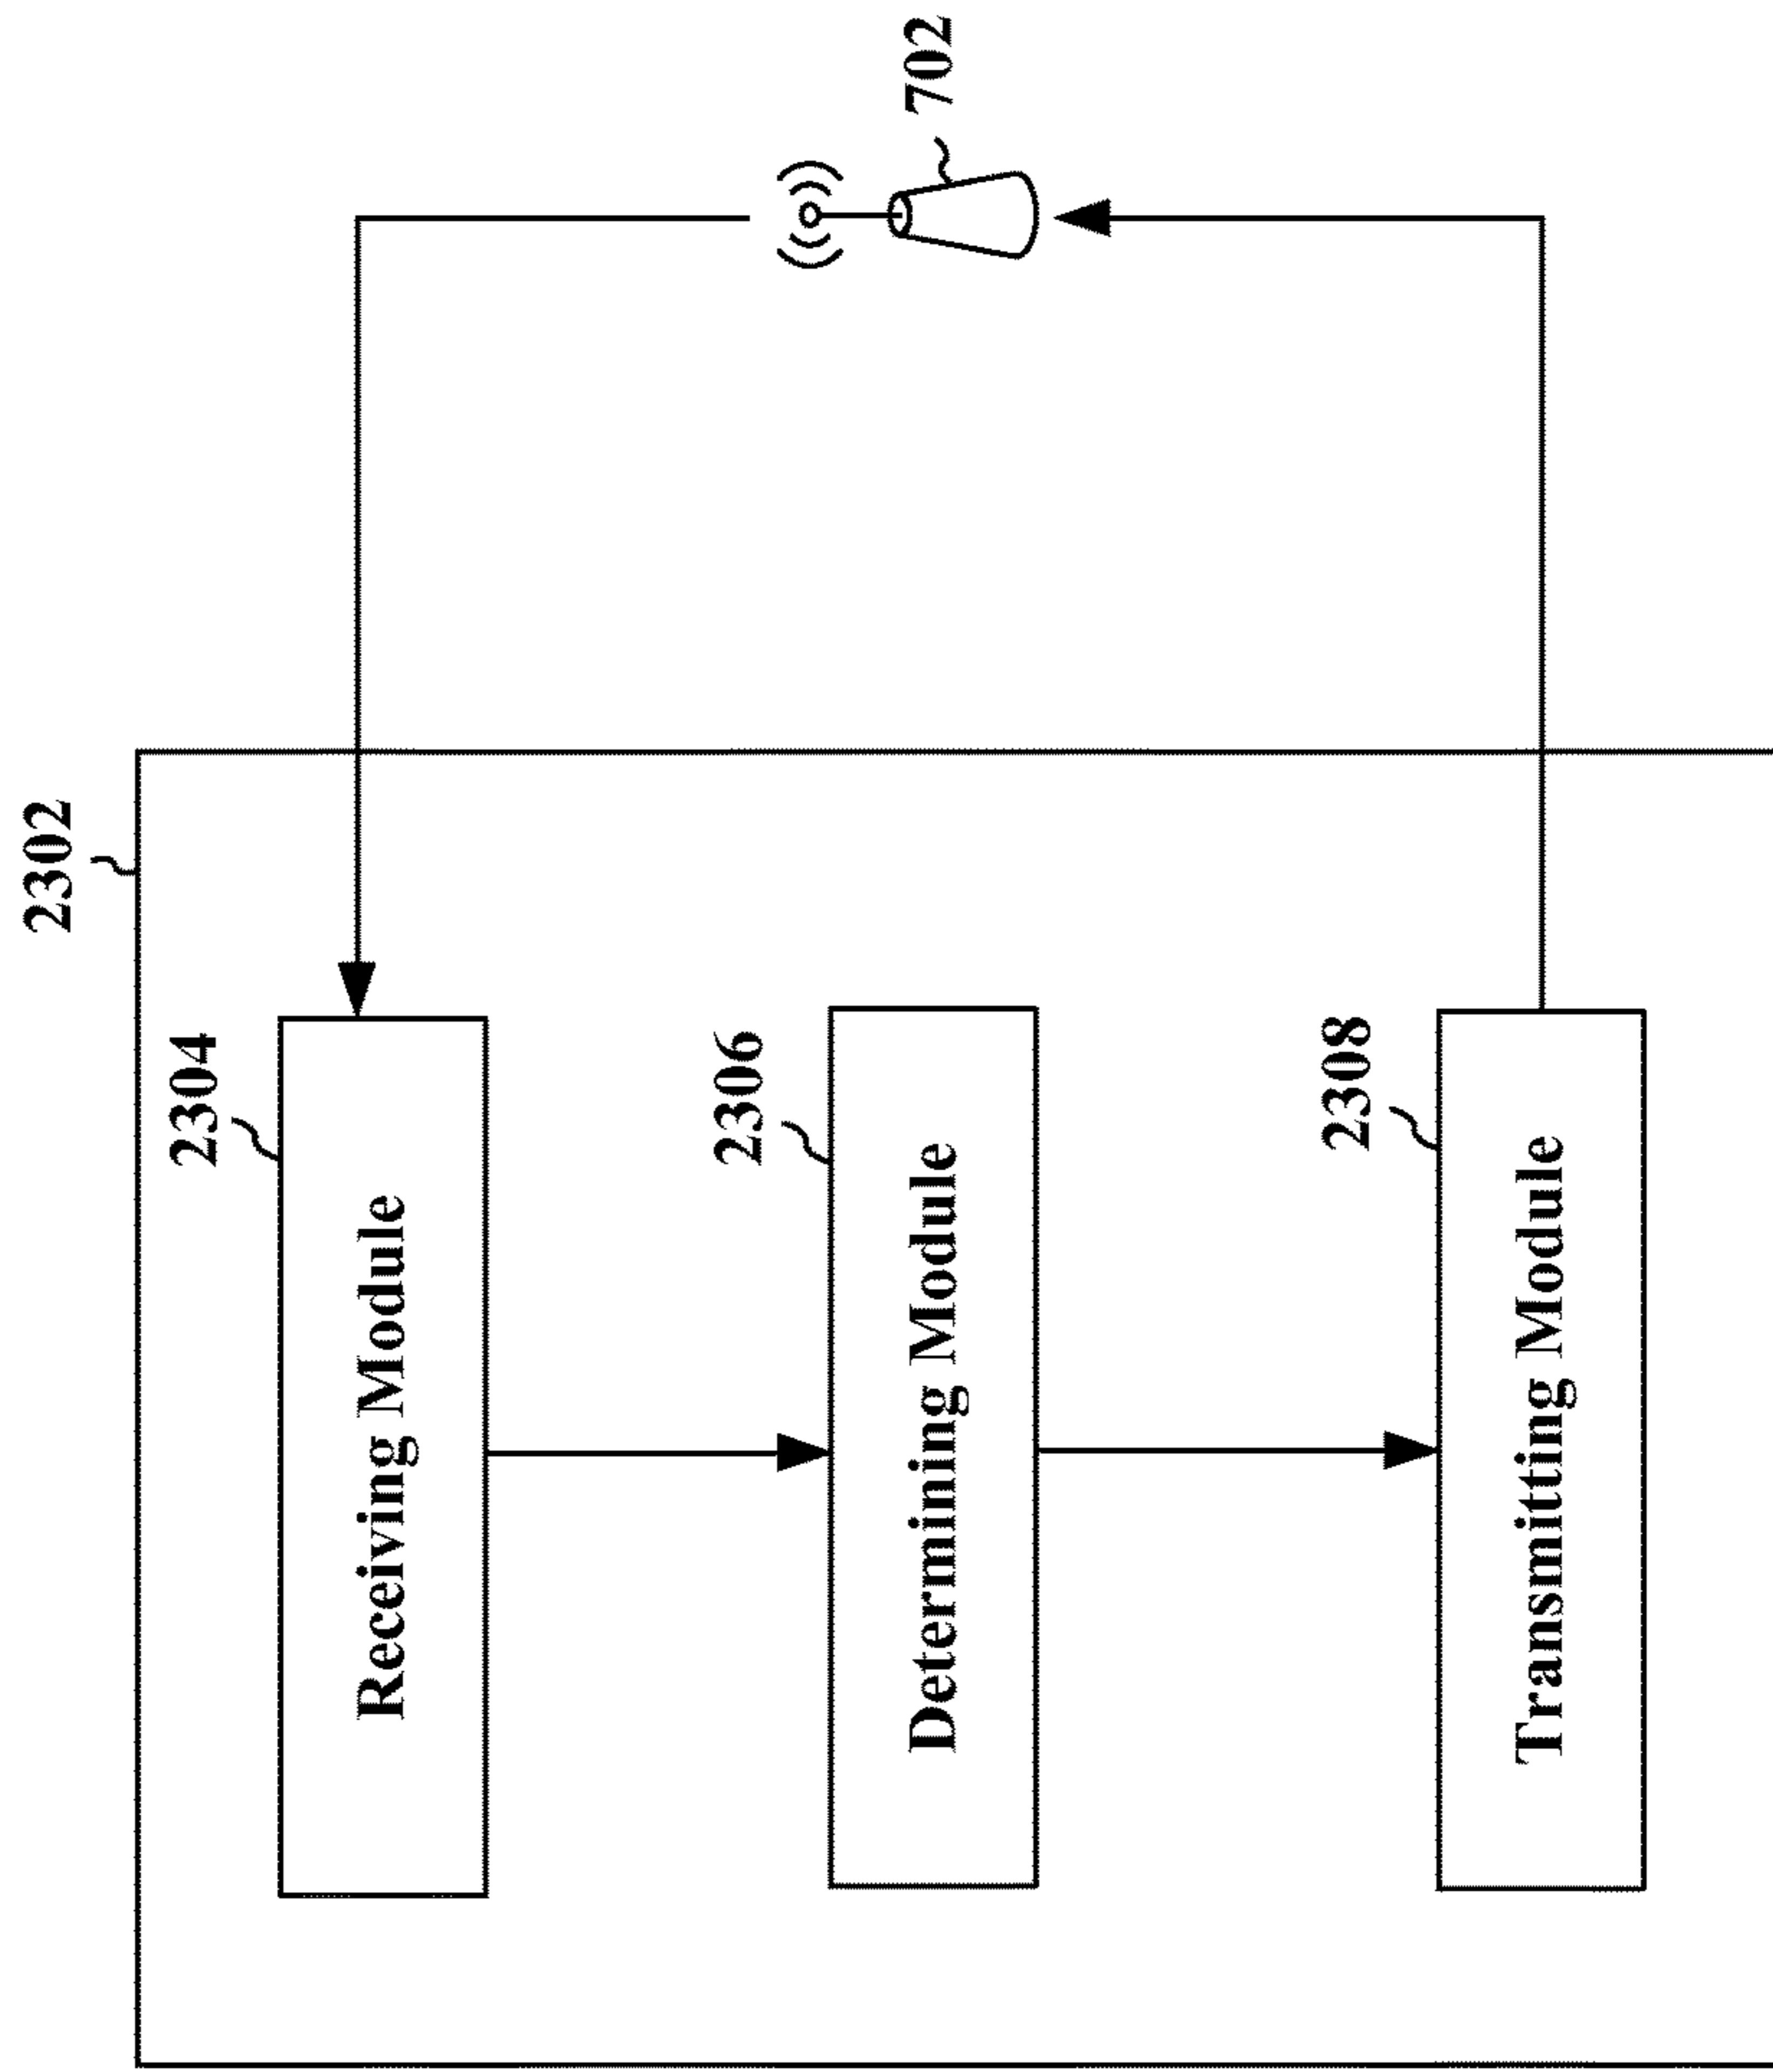 2302
2304
Receiving Module
2306
Determining Module
2308
Transmitting Module
702